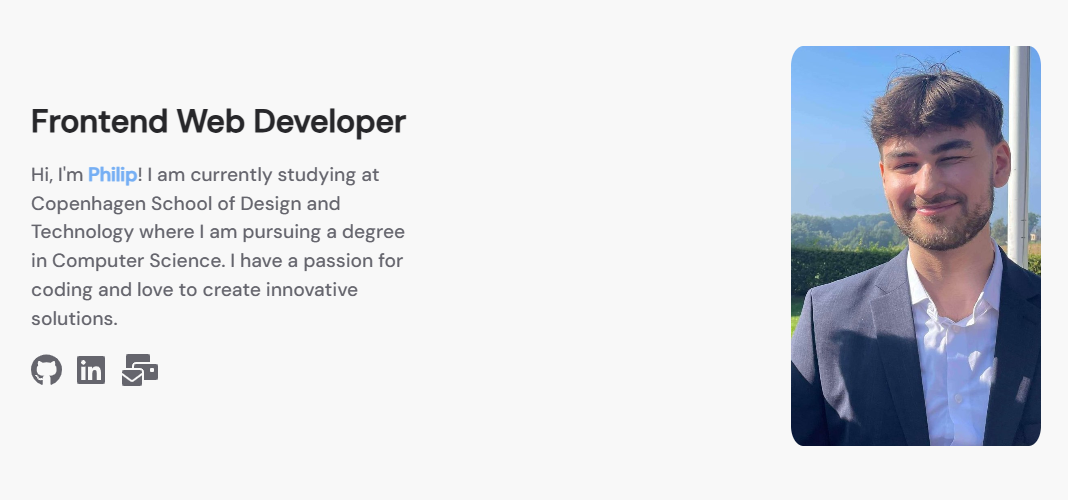 Frontend Web Developer
Hi, I'm Philip! I am currently studying at
Copenhagen School of Design and
Technology where I am pursuing a degree
in Computer Science. I have a passion for
coding and love to create innovative
solutions.
in